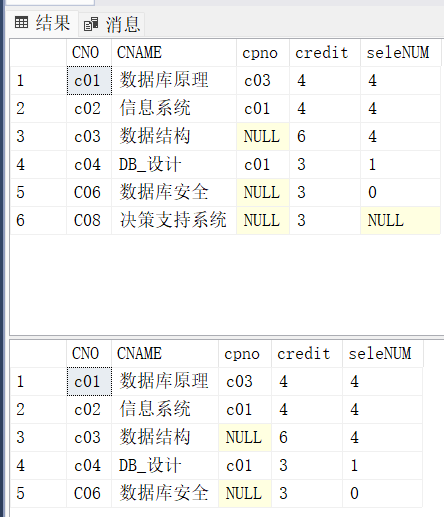 结果 消息
CNO CNAME cpno credit seleNUM
1 c01 数据库原理 c03 4 4
2 c02 信息系统 c01 4 4
3 c03 数据结构 NULL 6 4
4 c04 DB_设计 c01 3 1
5 C06 数据库安全 NULL 3 0
6 C08 决策支持系统 NULL 3 NULL
CNO CNAME cpno credit seleNUM
1 c01 数据库原理 c03 4 4
2 c02 信息系统 c01 4 4
3 c03 数据结构 NULL 6 4
4 c04 DB_设计 c01 3 1
5 C06 数据库安全 NULL 3 0